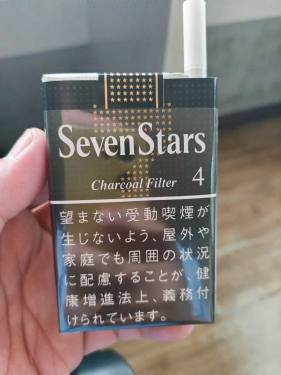 Seven Stars
Charcoal Filter 4
望まない受動喫煙が
生じないよう、屋外や
家庭でも周囲の状況
に配慮することが、健
康増進法上、義務付
けられています。